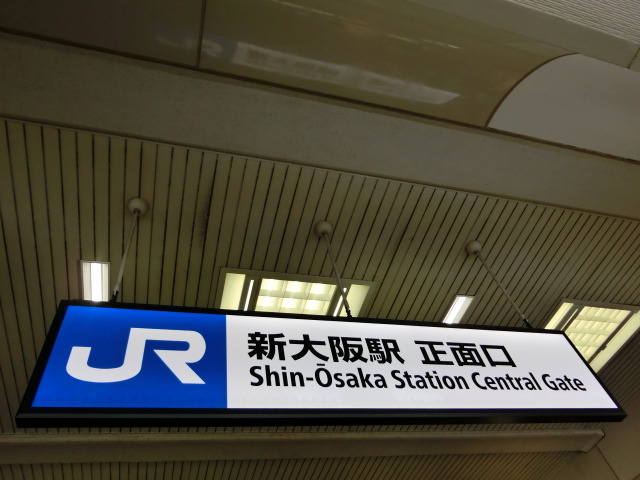 JR
新大阪駅 正面口
Shin-Ōsaka Station Central Gate